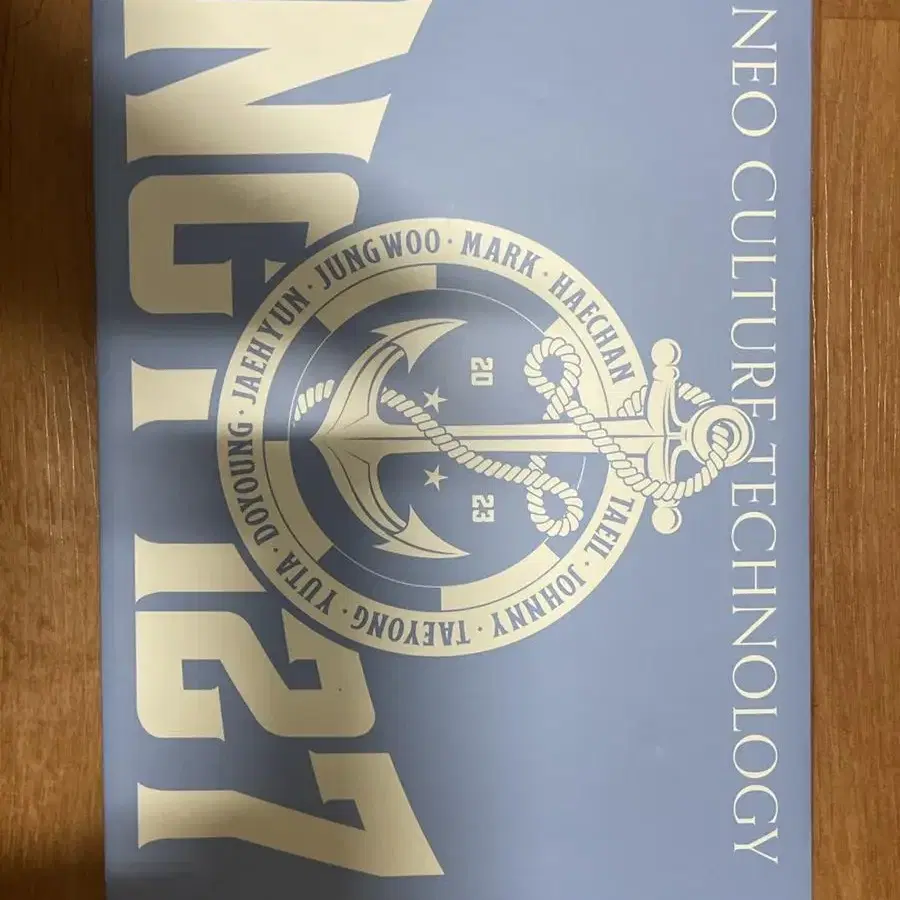 NEO CULTURE TECHNOLOGY
TAEIL · JOHNNY · TAEYONG · YUTA · DOYOUNG · JAEHYUN · JUNGWOO · MARK · HAECHAN
20 23
NCT 127